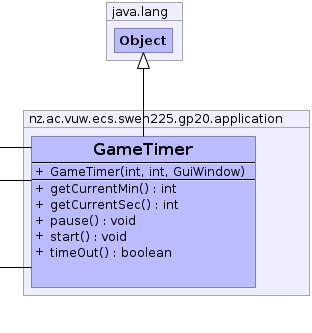 java.lang
Object
nz.ac.vuw.ecs.swen225.gp20.application
GameTimer
+ GameTimer(int, int, GuiWindow)
+ getCurrentMin() : int
+ getCurrentSec() : int
+ pause() : void
+ start() : void
+ timeOut() : boolean